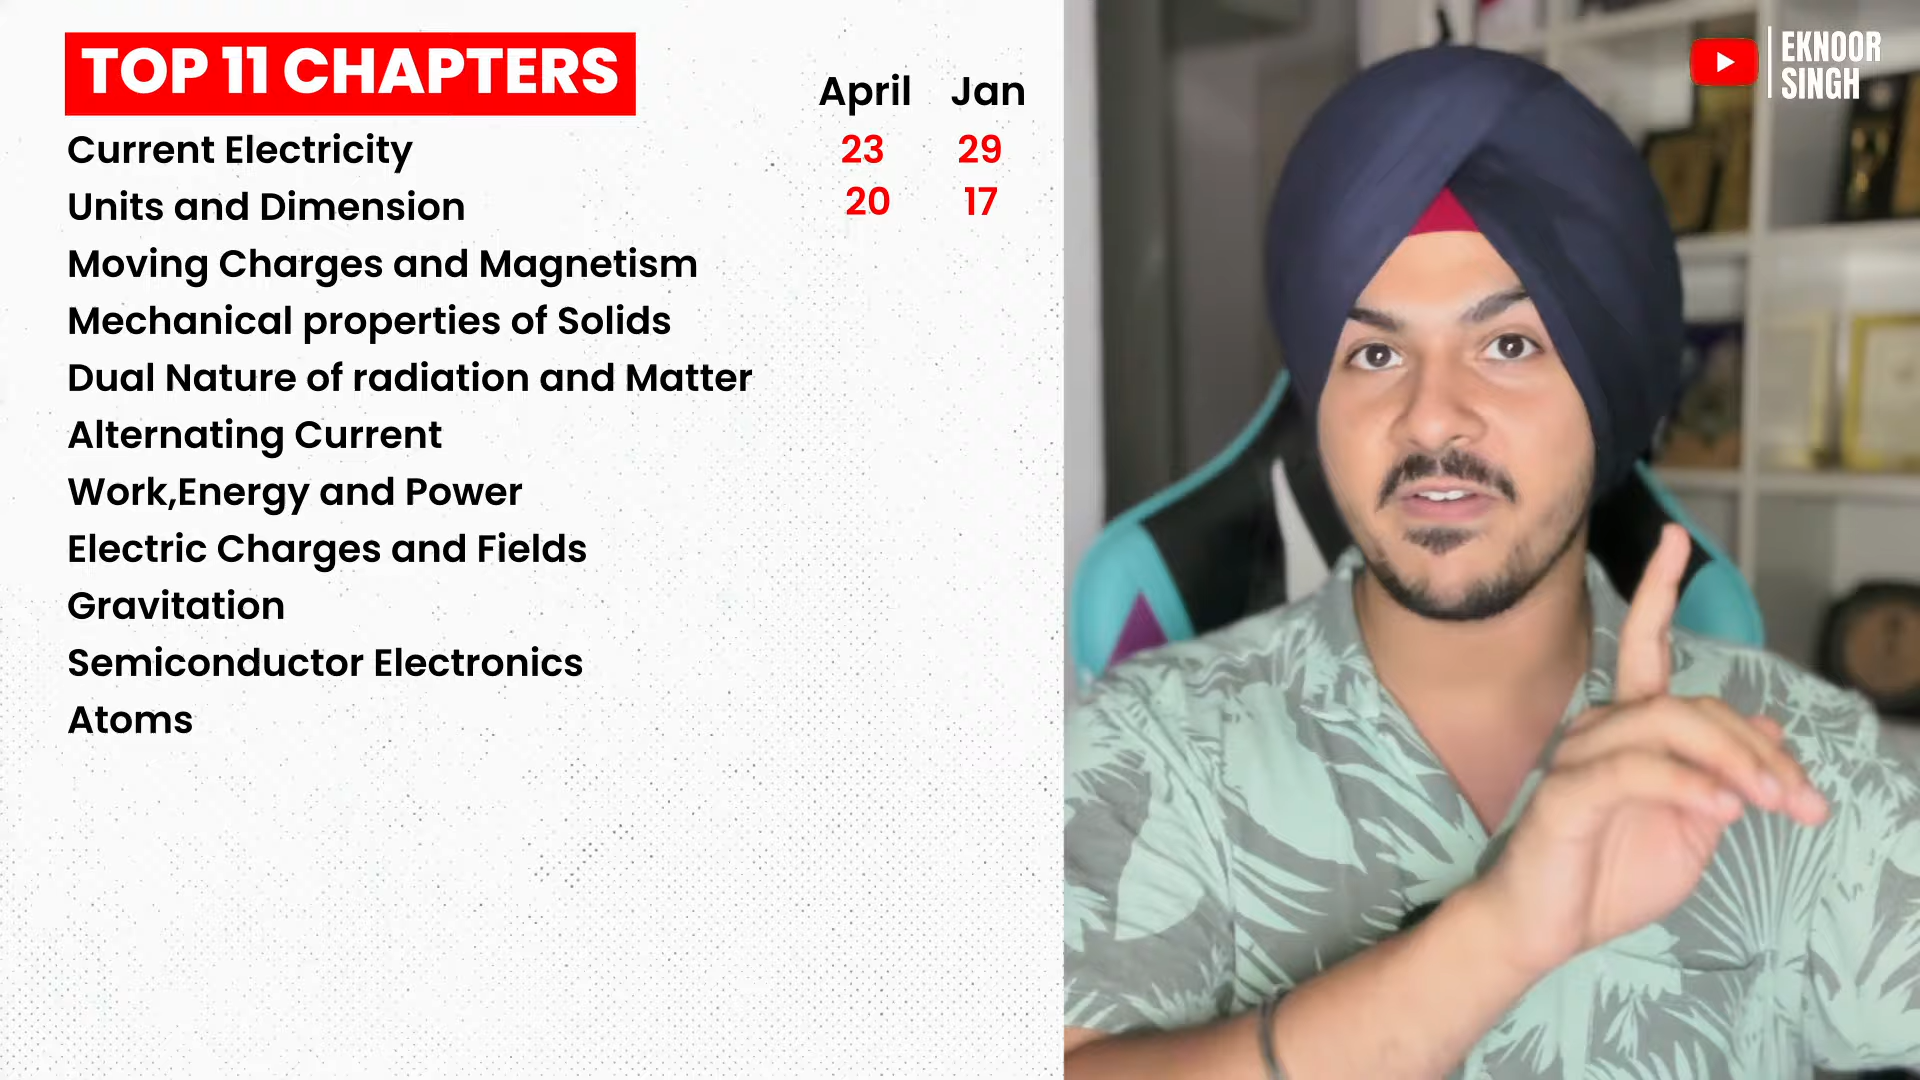 TOP 11 CHAPTERS
April Jan
Current Electricity 23 29
Units and Dimension 20 17
Moving Charges and Magnetism
Mechanical properties of Solids
Dual Nature of radiation and Matter
Alternating Current
Work,Energy and Power
Electric Charges and Fields
Gravitation
Semiconductor Electronics
Atoms
EKNOOR
SINGH